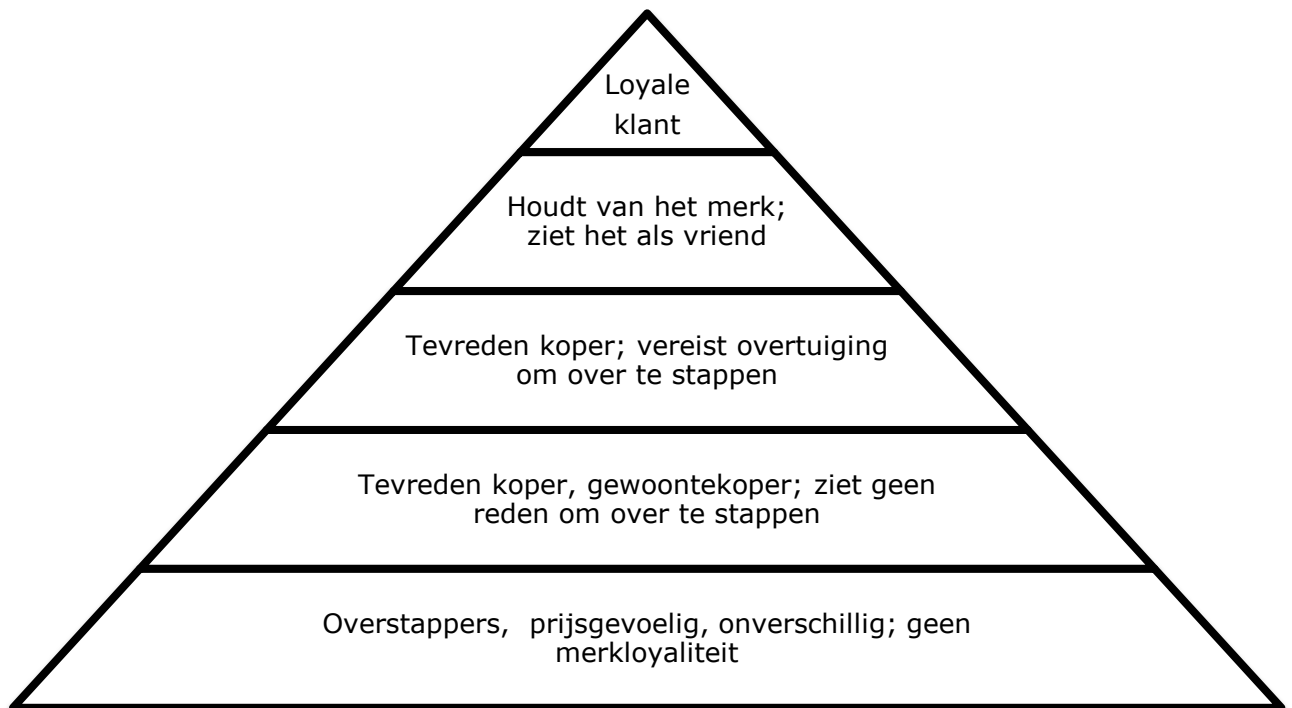 Loyale
klant
Houdt van het merk;
ziet het als vriend
Tevreden koper; vereist overtuiging
om over te stappen
Tevreden koper, gewoontekoper; ziet geen
reden om over te stappen
Overstappers,  prijsgevoelig, onverschillig; geen
merkloyaliteit